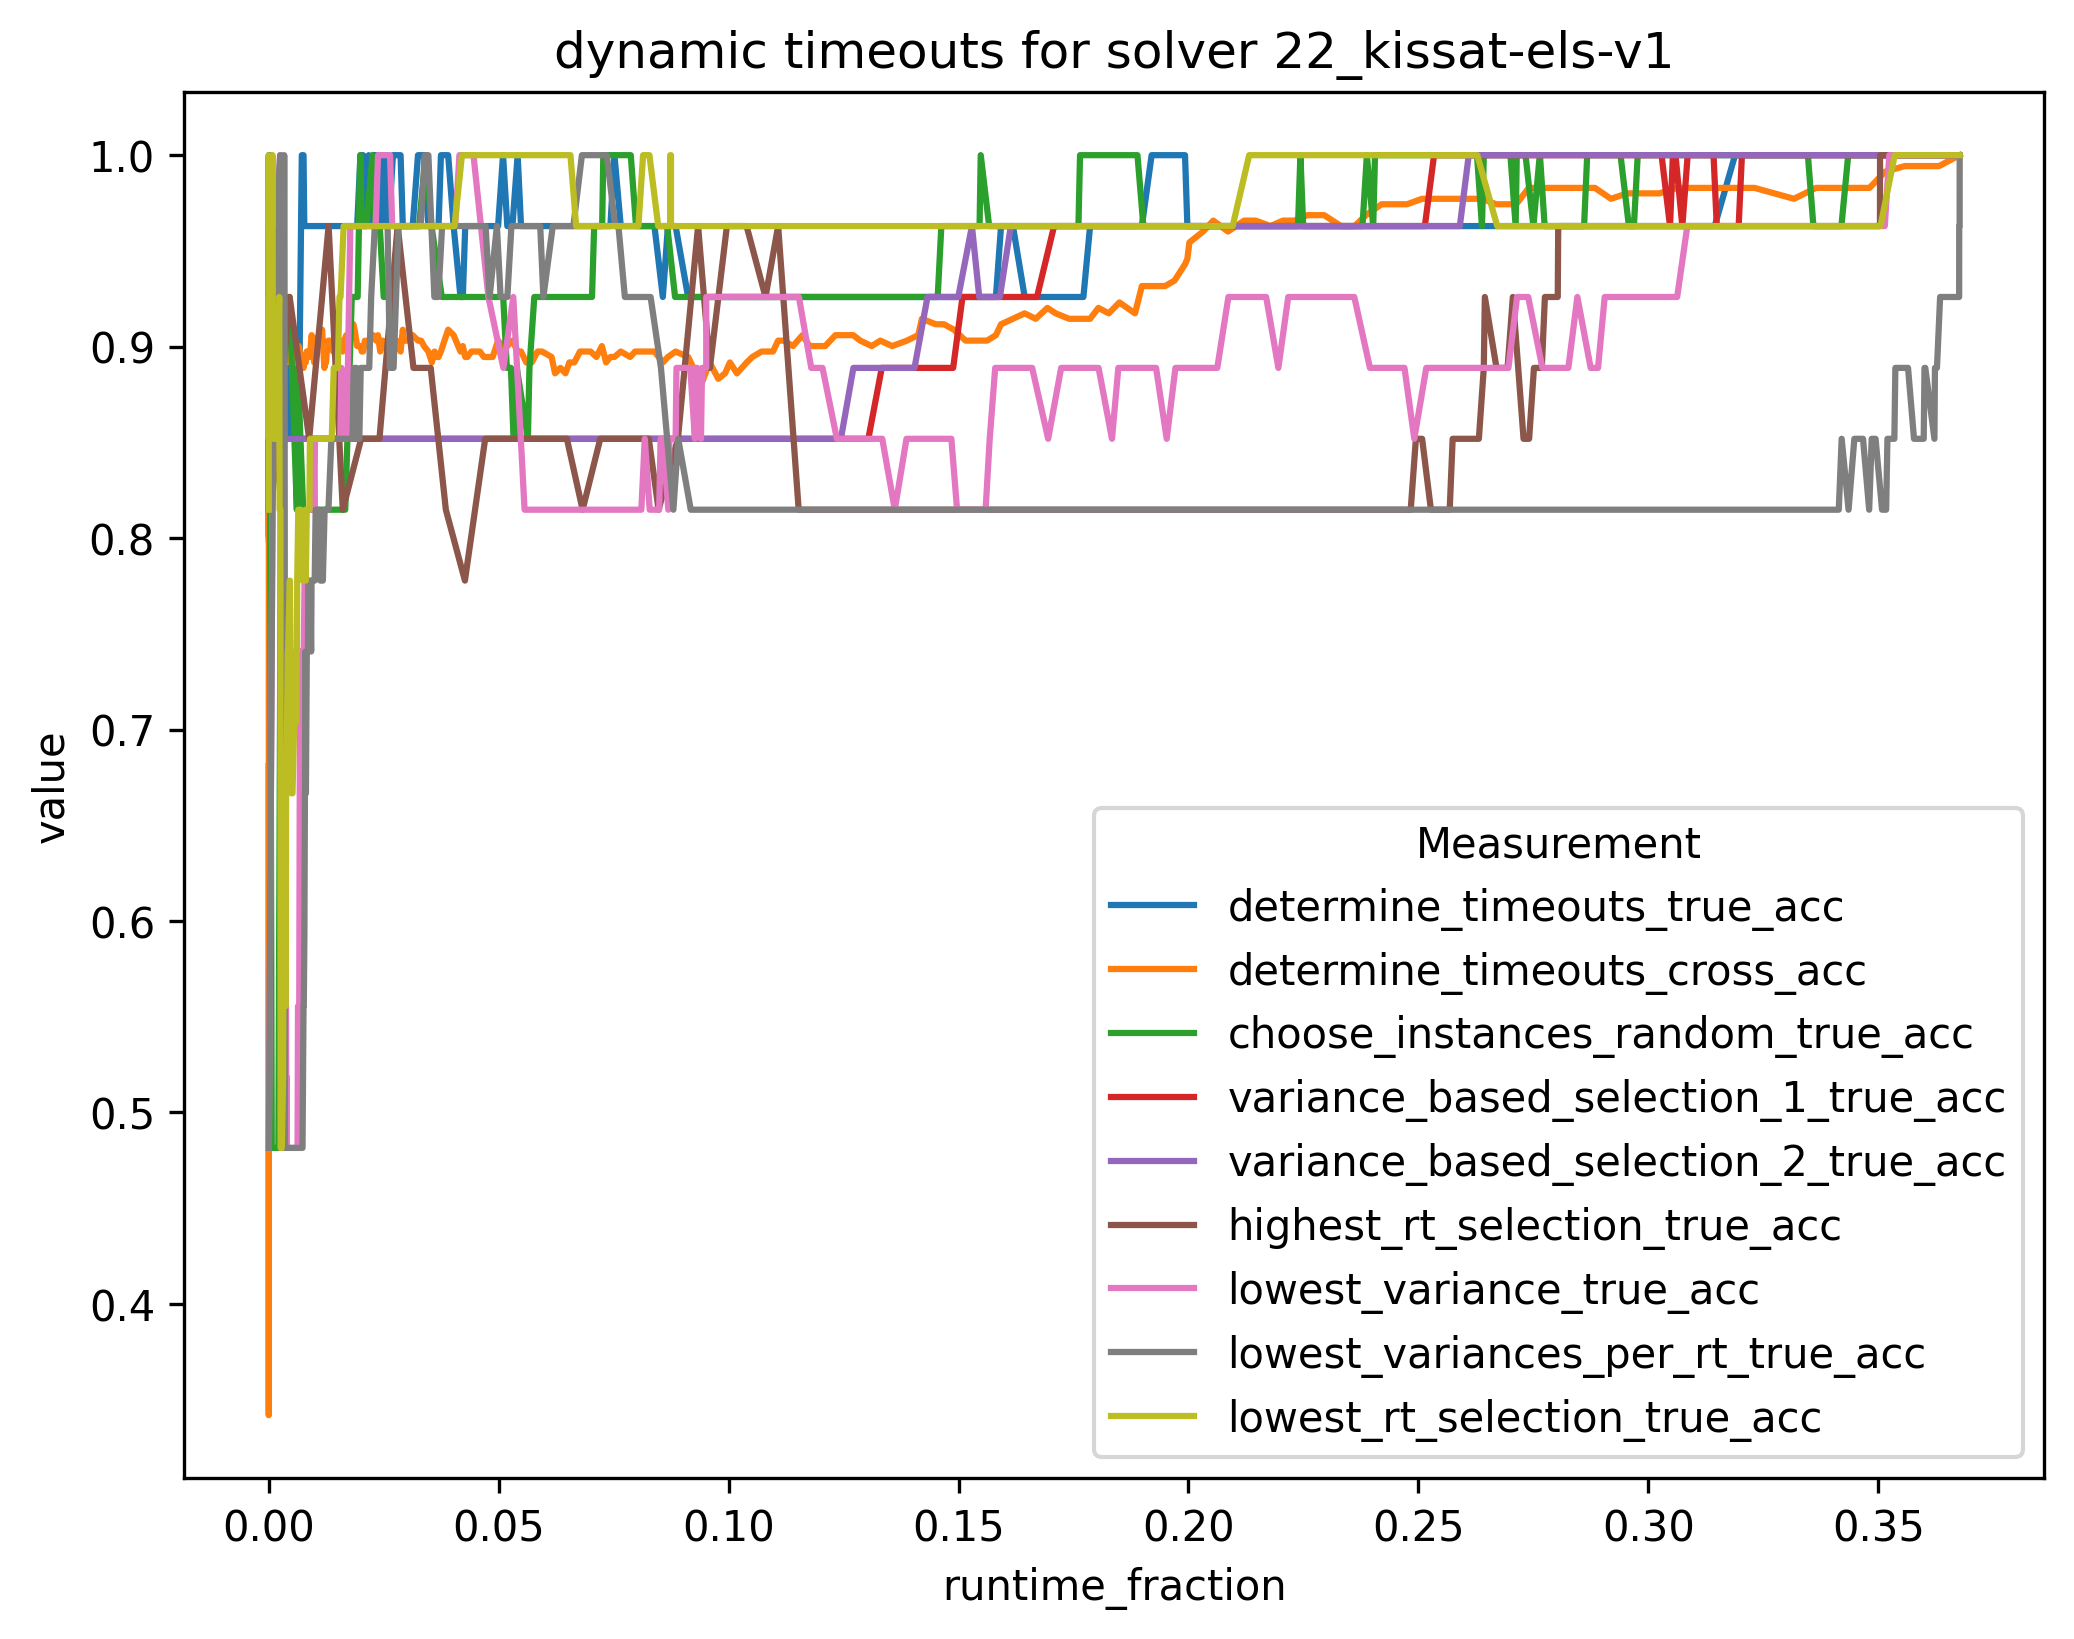 dynamic timeouts for solver 22_kissat-els-v1
1.0
0.9
0.8
0.7
0.6
0.5
0.4
value
Measurement
determine_timeouts_true_acc
determine_timeouts_cross_acc
choose_instances_random_true_acc
variance_based_selection_1_true_acc
variance_based_selection_2_true_acc
highest_rt_selection_true_acc
lowest_variance_true_acc
lowest_variances_per_rt_true_acc
lowest_rt_selection_true_acc
0.00 0.05 0.10 0.15 0.20 0.25 0.30 0.35
runtime_fraction